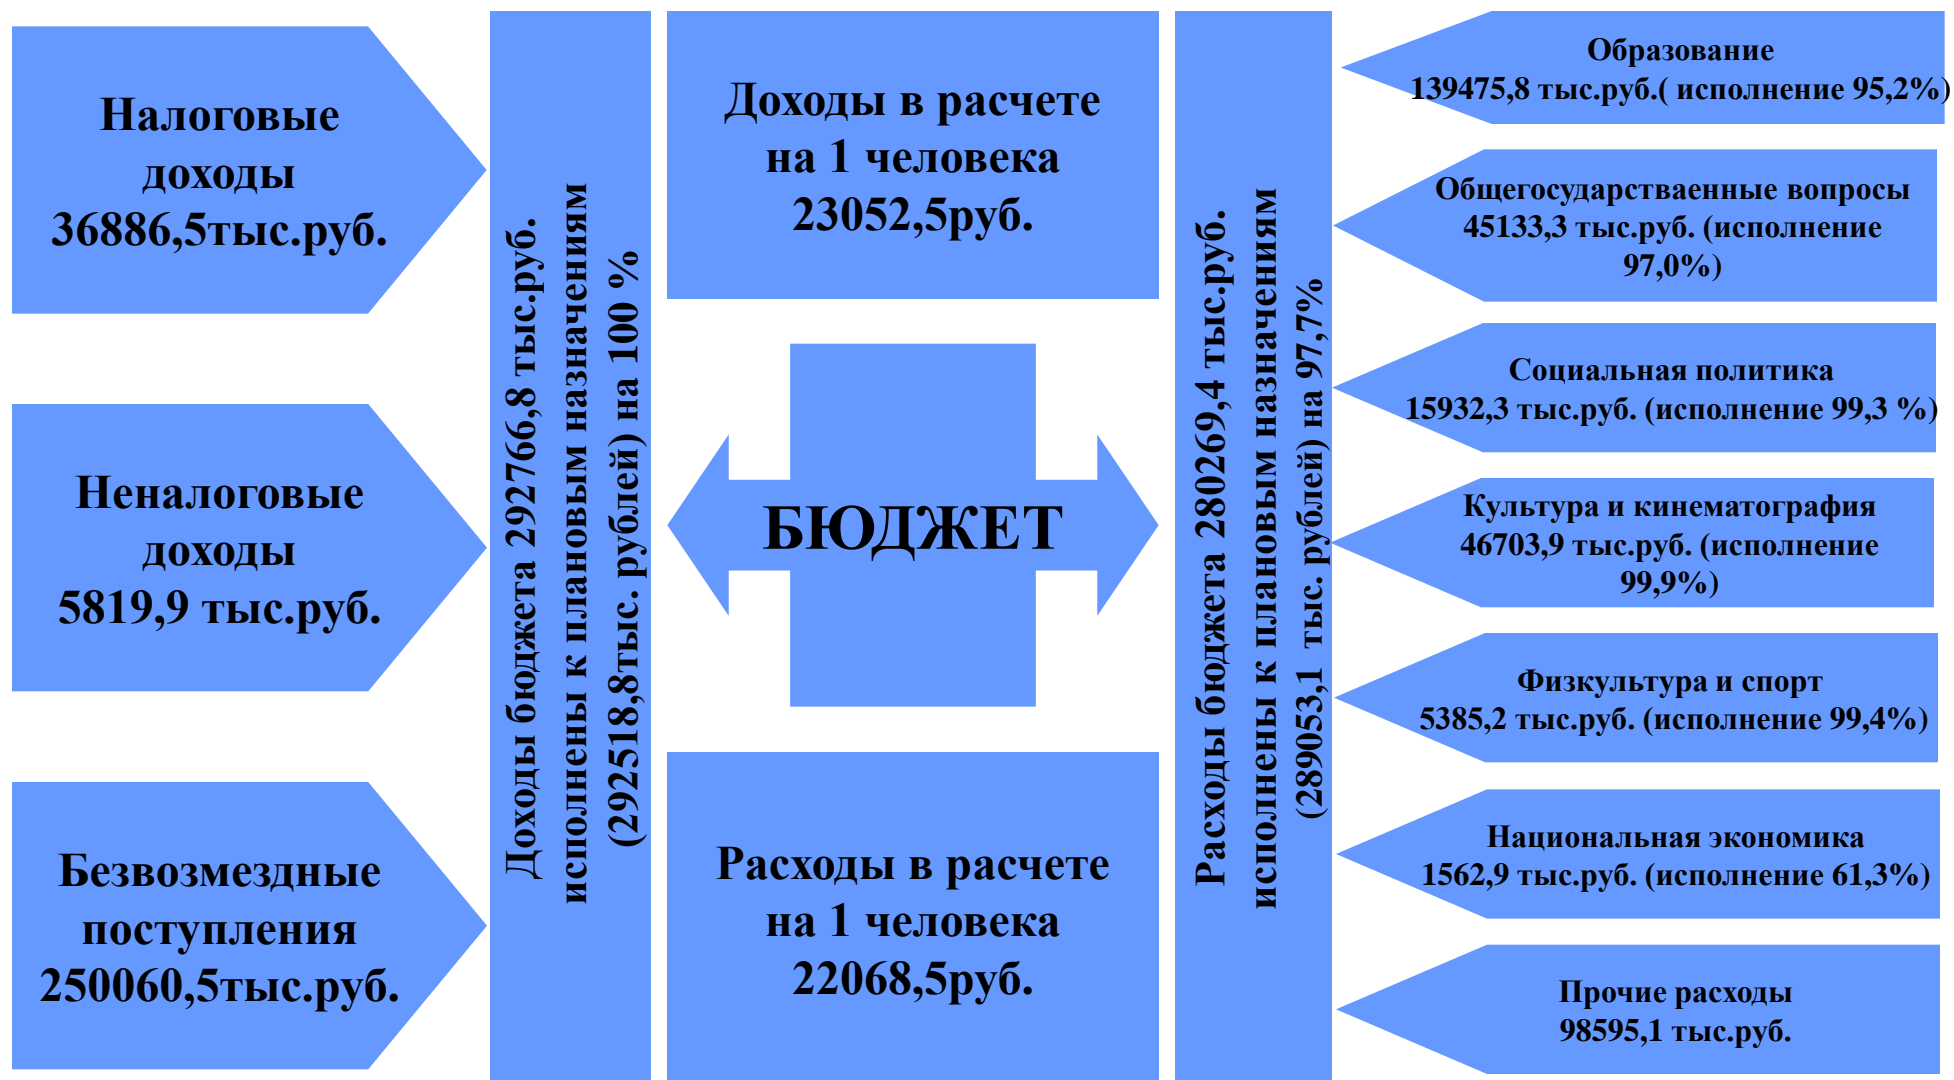 Налоговые
доходы
36886,5тыс.руб.
Неналоговые
доходы
5819,9 тыс.руб.
Безвозмездные
поступления
250060,5тыс.руб.
Доходы бюджета 292766,8 тыс.руб.
исполнены к плановым назначениям
(292518,8тыс. рублей) на 100 %
Доходы в расчете
на 1 человека
23052,5руб.
БЮДЖЕТ
Расходы в расчете
на 1 человека
22068,5руб.
Расходы бюджета 280269,4 тыс.руб.
исполнены к плановым назначениям
(289053,1 тыс. рублей) на 97,7%
Образование
139475,8 тыс.руб.( исполнение 95,2%)
Общегосударстваенные вопросы
45133,3 тыс.руб. (исполнение
97,0%)
Социальная политика
15932,3 тыс.руб. (исполнение 99,3 %)
Культура и кинематография
46703,9 тыс.руб. (исполнение
99,9%)
Физкультура и спорт
5385,2 тыс.руб. (исполнение 99,4%)
Национальная экономика
1562,9 тыс.руб. (исполнение 61,3%)
Прочие расходы
98595,1 тыс.руб.